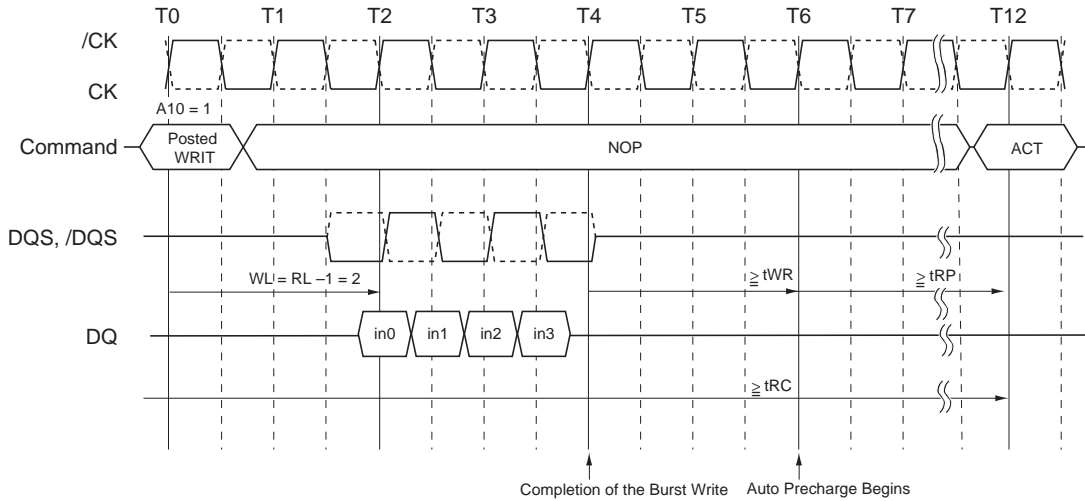 T0 T1 T2 T3 T4 T5 T6 T7 T12
/CK
CK
A10 = 1
Command
Posted
WRIT
NOP
ACT
DQS, /DQS
WL = RL –1 = 2
≧ tWR
≧ tRP
DQ
in0 in1 in2 in3
≧ tRC
Completion of the Burst Write
Auto Precharge Begins